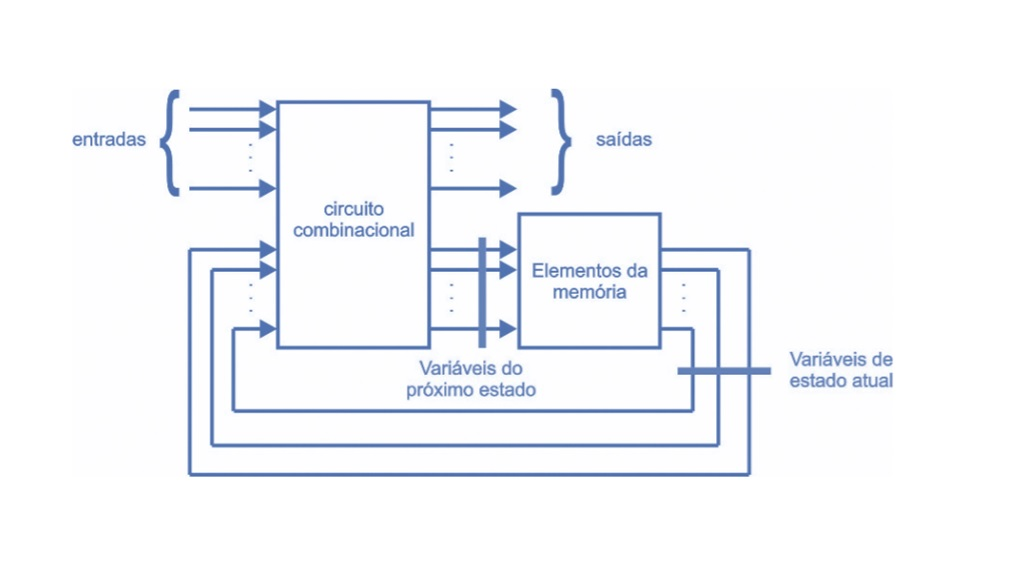 entradas
saídas
circuito
combinacional
Elementos da
memória
Variáveis do
próximo estado
Variáveis de
estado atual